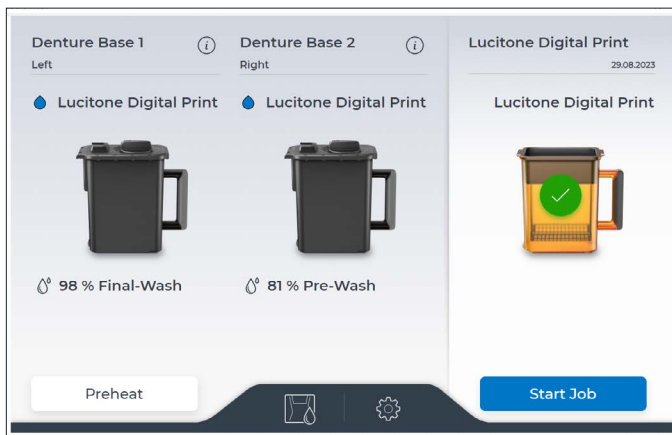 Denture Base 1
Left
Lucitone Digital Print
98 % Final-Wash
Denture Base 2
Right
Lucitone Digital Print
81 % Pre-Wash
Lucitone Digital Print
29.08.2023
Lucitone Digital Print
Preheat
Start Job